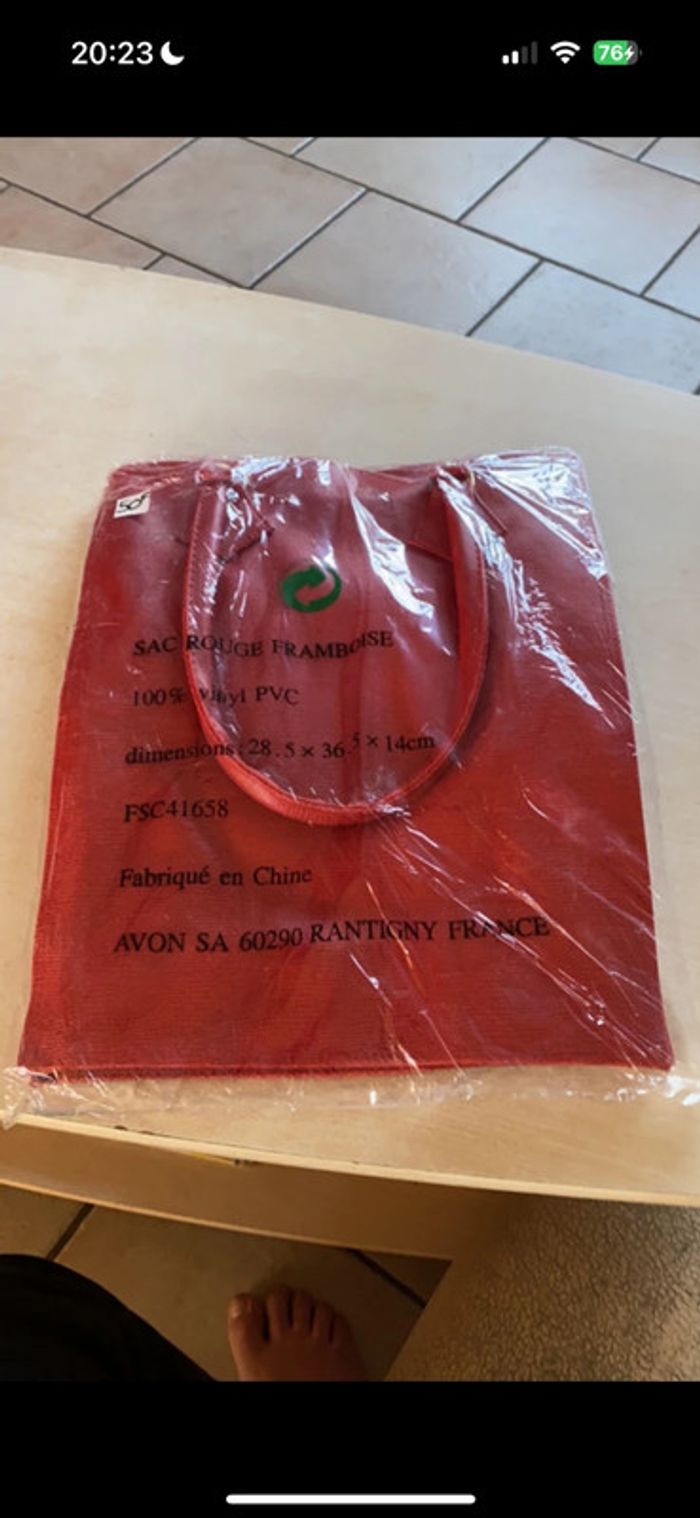 20:23
76
SAC ROUGE FRAMBOISE
100% vinyl PVC
dimensions: 28.5 × 36.5 × 14cm
FSC41658
Fabriqué en Chine
AVON SA 60290 RANTIGNY FRANCE